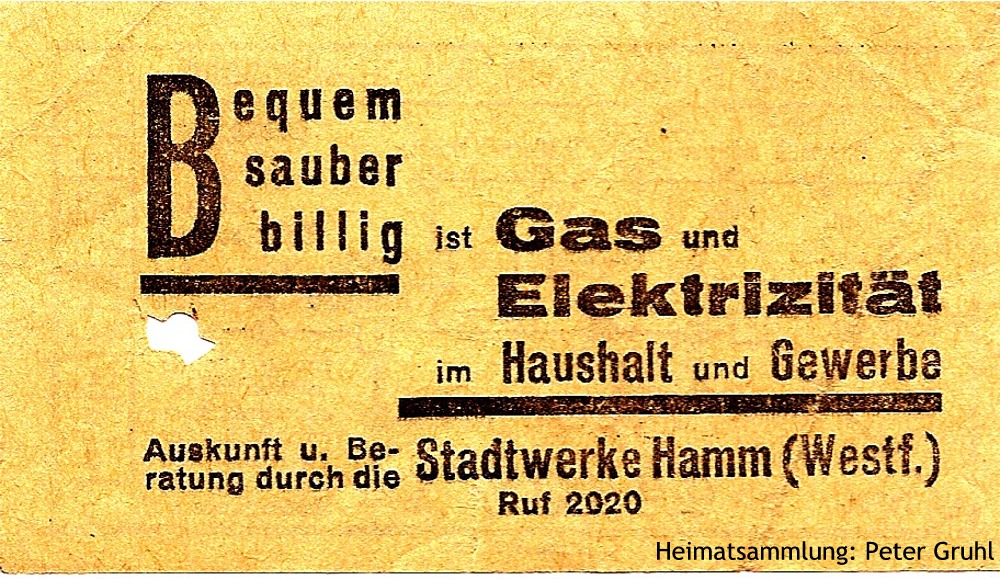 Bequem
sauber
billig ist Gas und
Elektrizität
im Haushalt und Gewerbe
Auskunft u. Be-
ratung durch die Stadtwerke Hamm (Westf.)
Ruf 2020
Heimatsammlung: Peter Gruhl